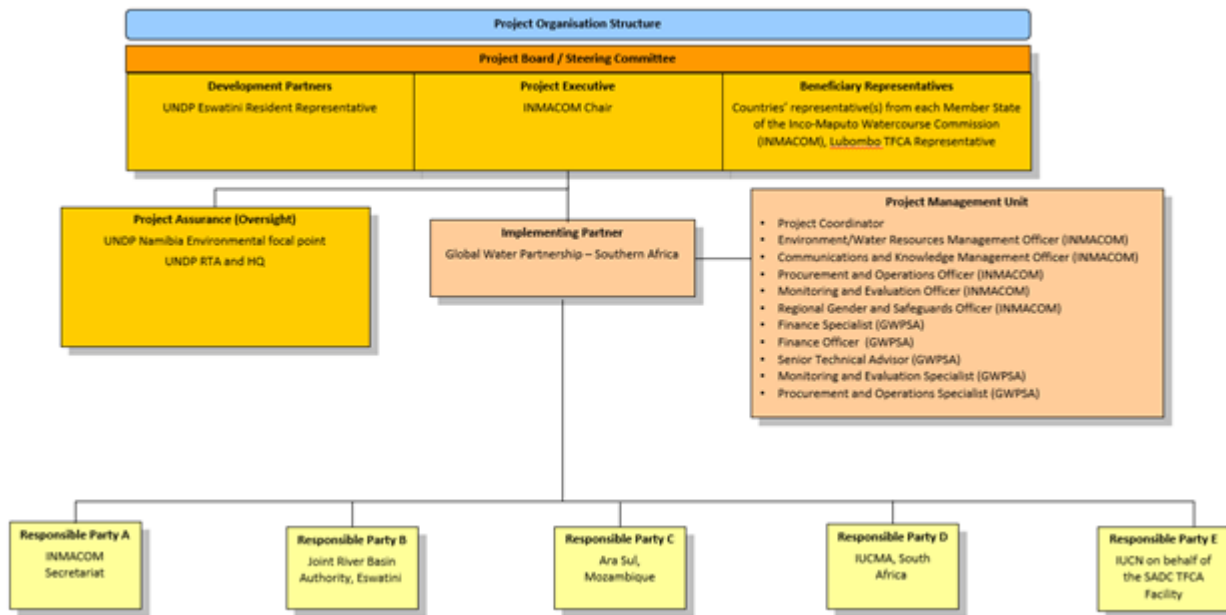 Project Organisation Structure
Project Board / Steering Committee
Development Partners
UNDP Eswatini Resident Representative
Project Executive
INMACOM Chair
Beneficiary Representatives
Countries' representative(s) from each Member State
of the Inco-Maputo Watercourse Commission
(INMACOM), Lubombo TFCA Representative
Project Assurance (Oversight)
UNDP Namibia Environmental focal point
UNDP RTA and HQ
Implementing Partner
Global Water Partnership – Southern Africa
Project Management Unit
• Project Coordinator
• Environment/Water Resources Management Officer (INMACOM)
• Communications and Knowledge Management Officer (INMACOM)
• Procurement and Operations Officer (INMACOM)
• Monitoring and Evaluation Officer (INMACOM)
• Regional Gender and Safeguards Officer (INMACOM)
• Finance Specialist (GWPSA)
• Finance Officer (GWPSA)
• Senior Technical Advisor (GWPSA)
• Monitoring and Evaluation Specialist (GWPSA)
• Procurement and Operations Specialist (GWPSA)
Responsible Party A
INMACOM
Secretariat
Responsible Party B
Joint River Basin
Authority, Eswatini
Responsible Party C
Ara Sul,
Mozambique
Responsible Party D
IUCMA, South
Africa
Responsible Party E
IUCN on behalf of
the SADC TFCA
Facility